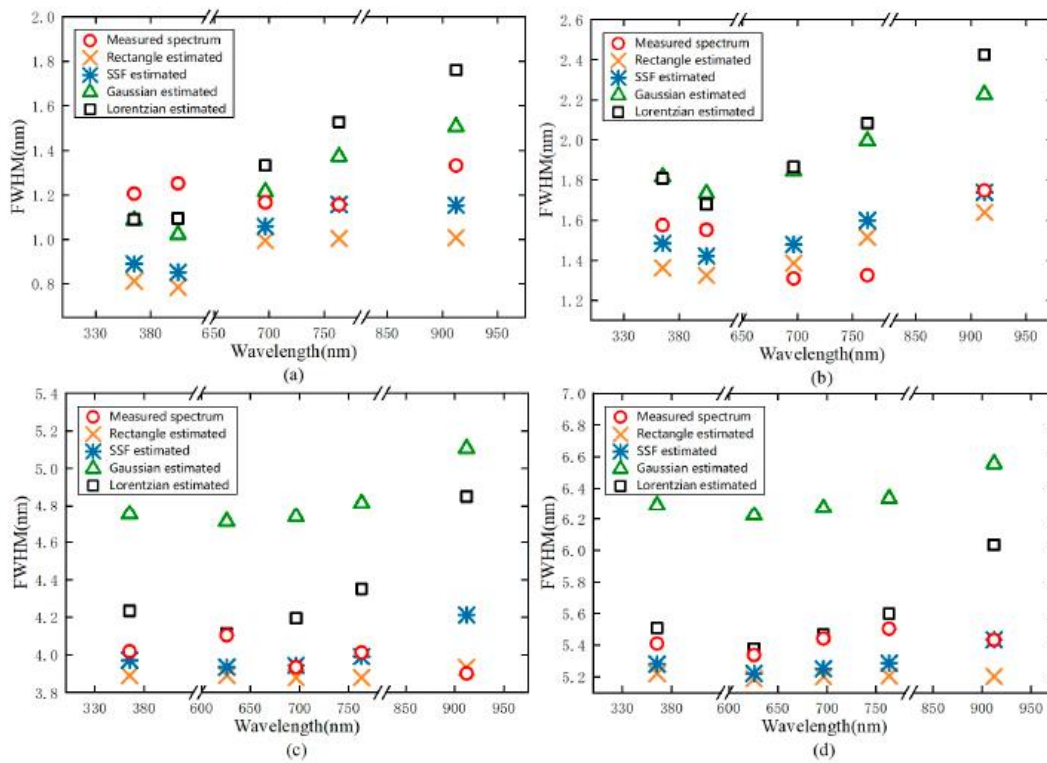 2.0
1.8
1.6
1.4
1.2
1.0
0.8
FWHM(nm)
Measured spectrum
Rectangle estimated
SSF estimated
Gaussian estimated
Lorentzian estimated
330 380 650 700 750 850 900 950
Wavelength(nm)
(a)
2.6
2.4
2.2
2.0
1.8
1.6
1.4
1.2
FWHM(nm)
Measured spectrum
Rectangle estimated
SSF estimated
Gaussian estimated
Lorentzian estimated
330 380 650 700 750 850 900 950
Wavelength(nm)
(b)
5.4
5.2
5.0
4.8
4.6
4.4
4.2
4.0
3.8
FWHM(nm)
Measured spectrum
Rectangle estimated
SSF estimated
Gaussian estimated
Lorentzian estimated
330 380 600 650 700 750 850 900 950
Wavelength(nm)
(c)
7.0
6.6
6.4
6.2
6.0
5.8
5.6
5.4
5.2
FWHM(nm)
Measured spectrum
Rectangle estimated
SSF estimated
Gaussian estimated
Lorentzian estimated
330 380 600 650 700 750 850 900 950
Wavelength(nm)
(d)